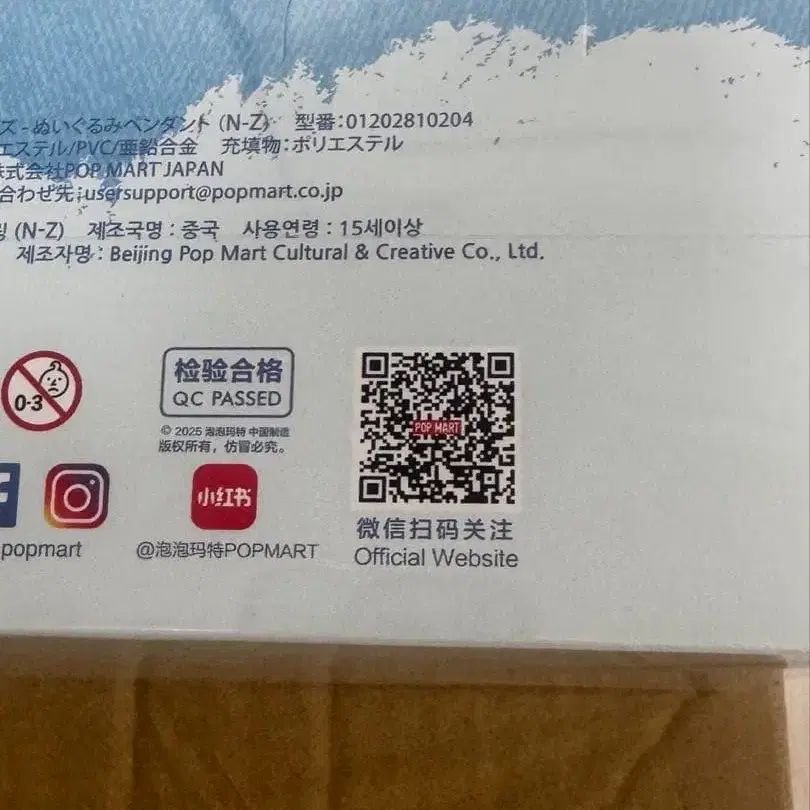 ズ - ぬいぐるみペンダント (N-Z) 型番:01202810204
エステル/PVC/亜鉛合金 充填物:ポリエステル
株式会社POP MART JAPAN
合わせ先:usersupport@popmart.co.jp
링 (N-Z) 제조국명 : 중국 사용연령 : 15세이상
제조자명 : Beijing Pop Mart Cultural & Creative Co., Ltd.
0-3
检验合格
QC PASSED
© 2025 泡泡玛特 中国制造
版权所有，仿冒必究。
POP MART
小红书
popmart
@泡泡玛特POPMART
微信扫码关注
Official Website